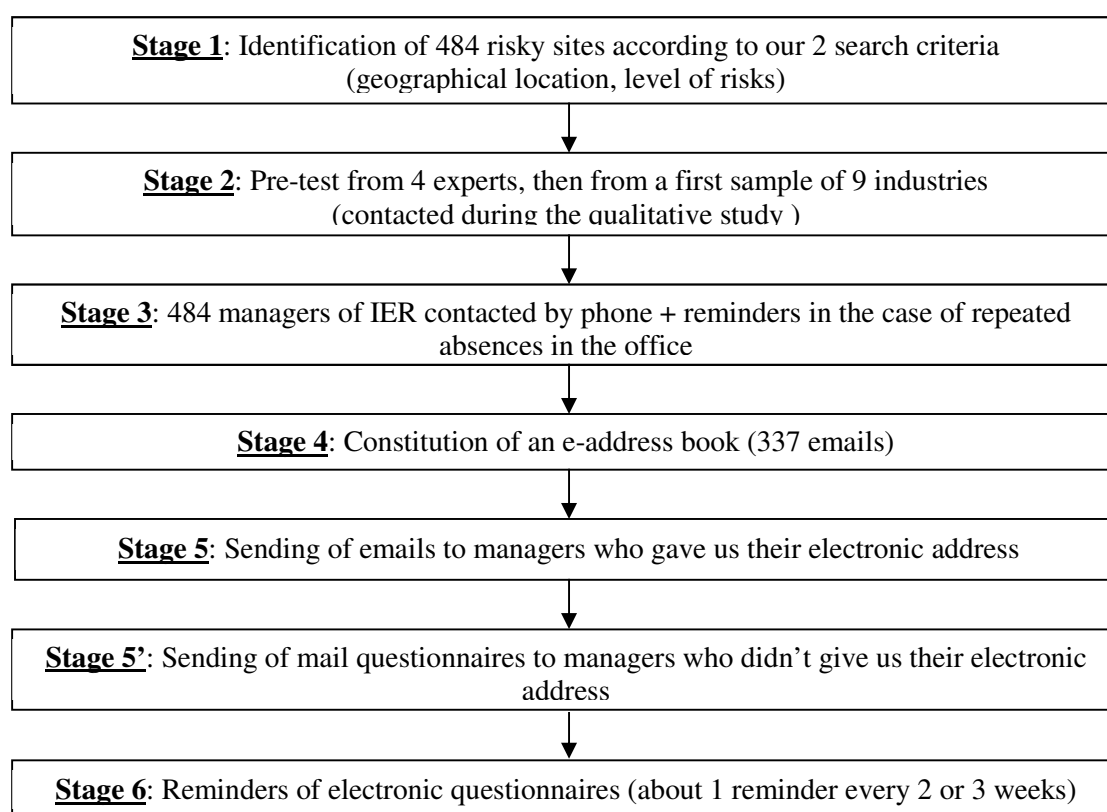 Stage 1: Identification of 484 risky sites according to our 2 search criteria
(geographical location, level of risks)
Stage 2: Pre-test from 4 experts, then from a first sample of 9 industries
(contacted during the qualitative study )
Stage 3: 484 managers of IER contacted by phone + reminders in the case of repeated
absences in the office
Stage 4: Constitution of an e-address book (337 emails)
Stage 5: Sending of emails to managers who gave us their electronic address
Stage 5’: Sending of mail questionnaires to managers who didn’t give us their electronic
address
Stage 6: Reminders of electronic questionnaires (about 1 reminder every 2 or 3 weeks)